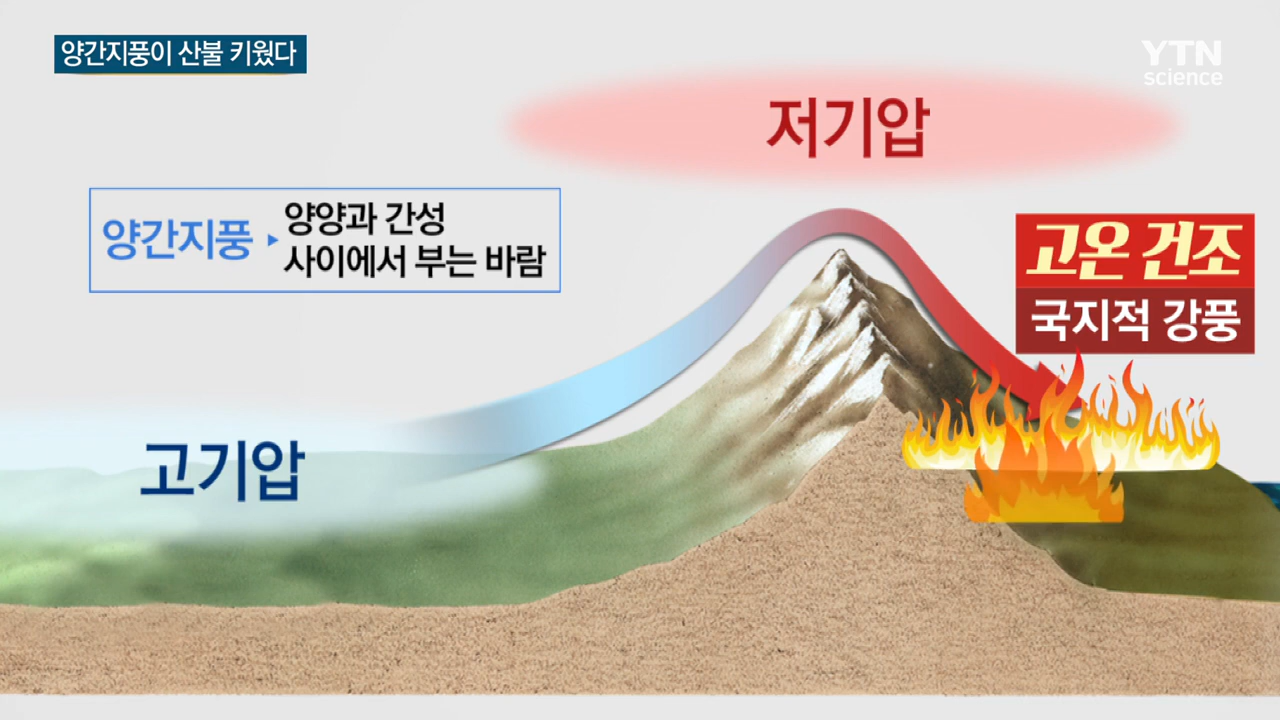 양간지풍이 산불 키웠다
YTN
science
저기압
양간지풍 ▸ 양양과 간성
사이에서 부는 바람
고온 건조
국지적 강풍
고기압